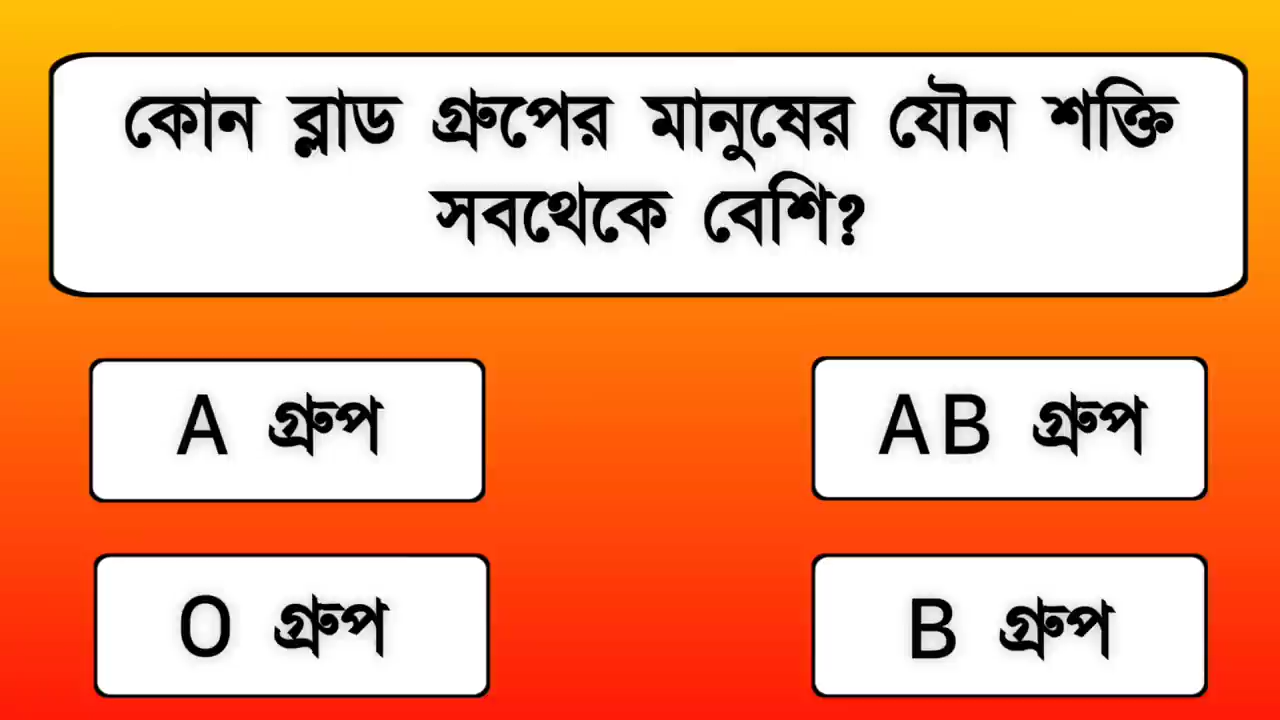 কোন ব্লাড গ্রুপের মানুষের যৌন শক্তি
সবথেকে বেশি?
A গ্রুপ
AB গ্রুপ
O গ্রুপ
B গ্রুপ